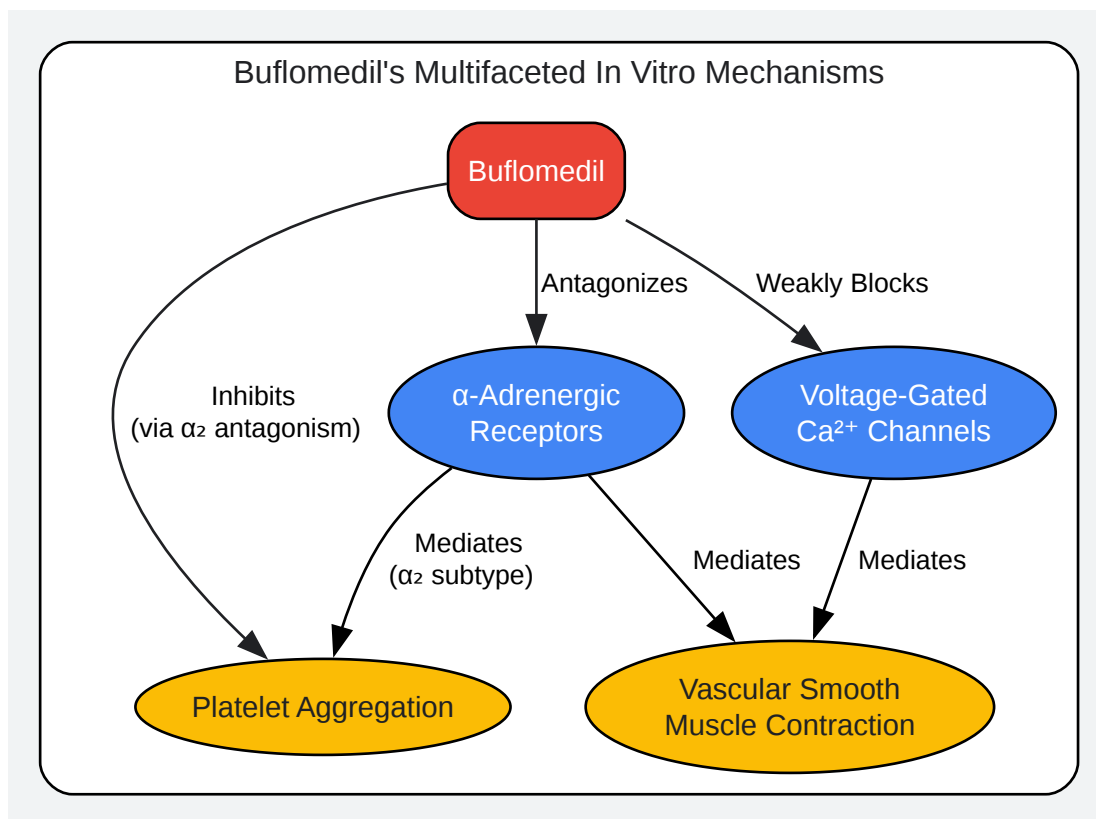 Buflomedil's Multifaceted In Vitro Mechanisms
Buflomedil
Antagonizes
Weakly Blocks
Inhibits
(via α₂ antagonism)
α-Adrenergic
Receptors
Voltage-Gated
Ca²⁺ Channels
Mediates
(α₂ subtype)
Mediates
Mediates
Platelet Aggregation
Vascular Smooth
Muscle Contraction